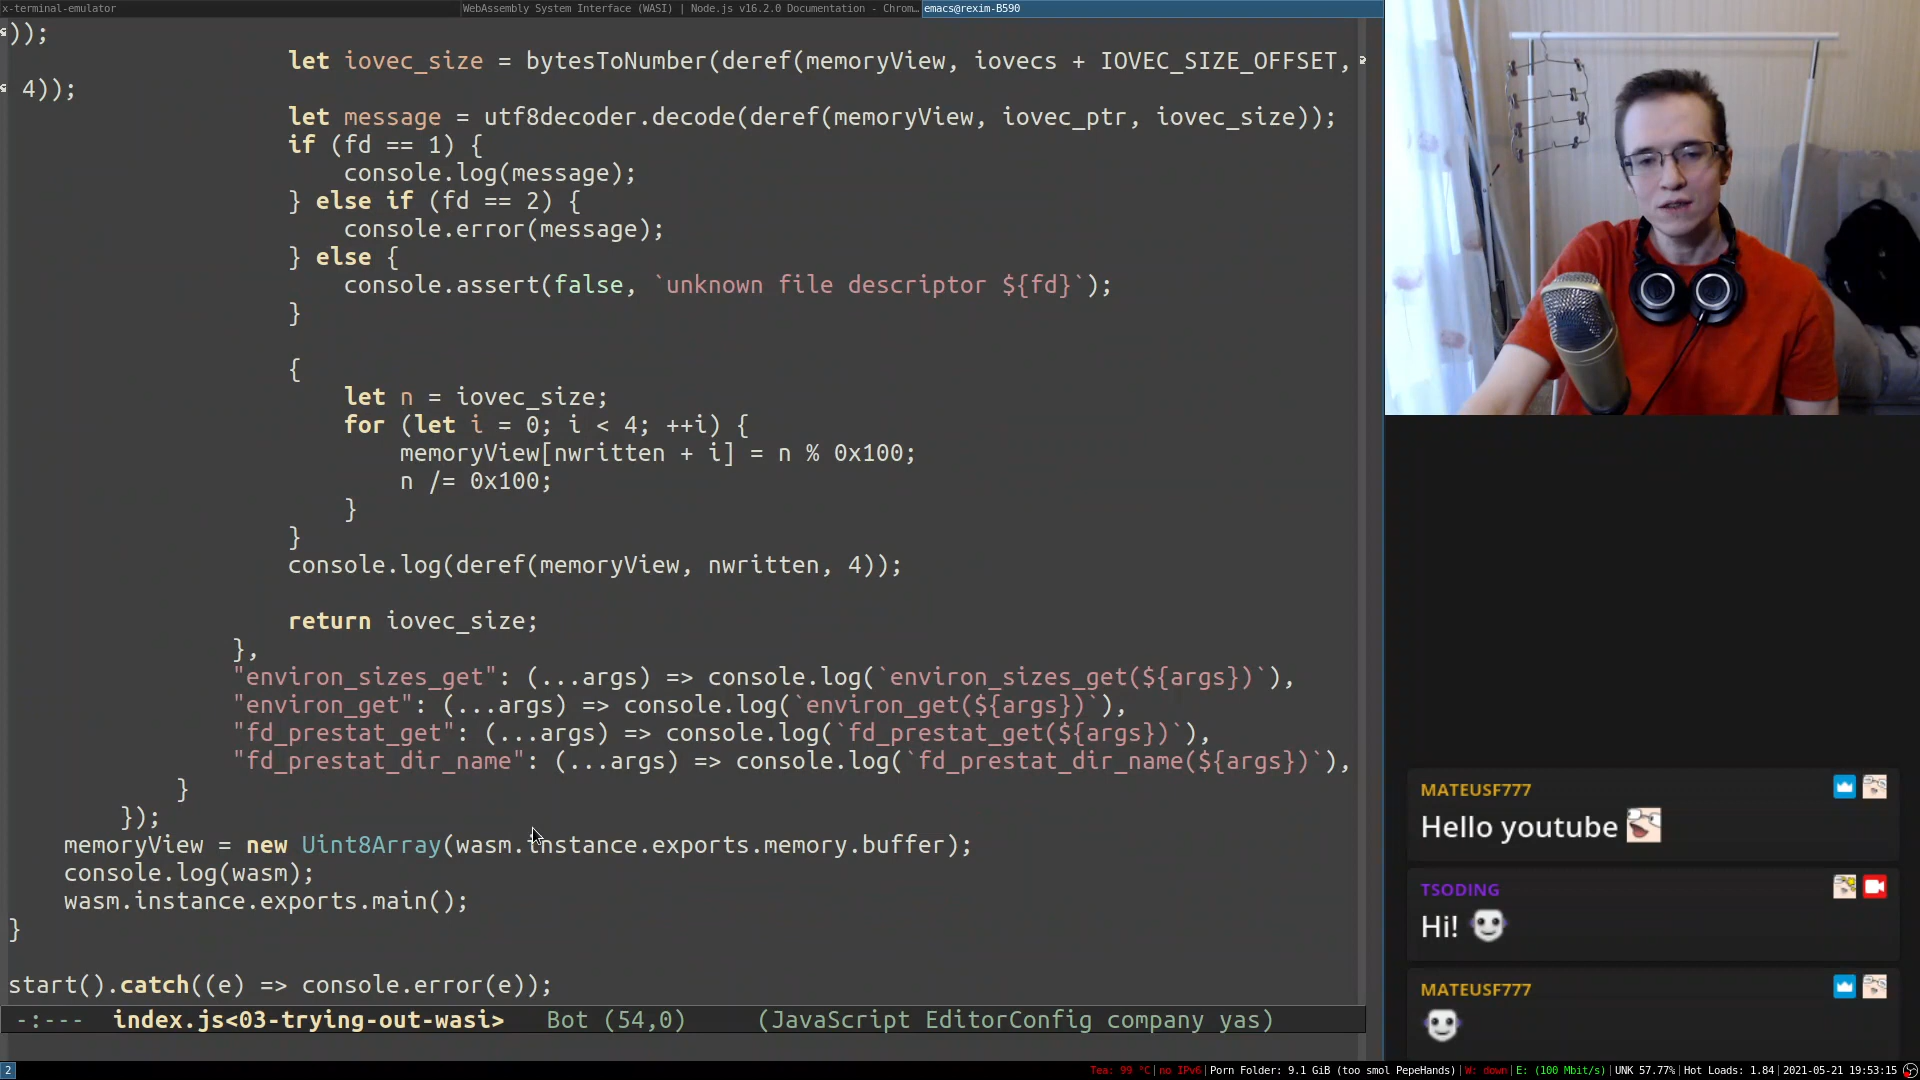 x-terminal-emulator
WebAssembly System Interface (WASI) | Node.js v16.2.0 Documentation - Chrom…
emacs@rexim-B590
));
let iovec_size = bytesToNumber(deref(memoryView, iovecs + IOVEC_SIZE_OFFSET,
4));
let message = utf8decoder.decode(deref(memoryView, iovec_ptr, iovec_size));
if (fd == 1) {
console.log(message);
} else if (fd == 2) {
console.error(message);
} else {
console.assert(false, `unknown file descriptor ${fd}`);
}
{
let n = iovec_size;
for (let i = 0; i < 4; ++i) {
memoryView[nwritten + i] = n % 0x100;
n /= 0x100;
}
}
console.log(deref(memoryView, nwritten, 4));
return iovec_size;
},
"environ_sizes_get": (...args) => console.log(`environ_sizes_get(${args})`),
"environ_get": (...args) => console.log(`environ_get(${args})`),
"fd_prestat_get": (...args) => console.log(`fd_prestat_get(${args})`),
"fd_prestat_dir_name": (...args) => console.log(`fd_prestat_dir_name(${args})`),
}
});
memoryView = new Uint8Array(wasm.instance.exports.memory.buffer);
console.log(wasm);
wasm.instance.exports.main();
}
start().catch((e) => console.error(e));
-:--- index.js<03-trying-out-wasi> Bot (54,0) (JavaScript EditorConfig company yas)
MATEUSF777
Hello youtube
TSODING
Hi!
MATEUSF777
2
Tea: 99 °C|no IPv6|Porn Folder: 9.1 GiB (too smol PepeHands)|W: down|E: (100 Mbit/s)|UNK 57.77%|Hot Loads: 1.84|2021-05-21 19:53:15